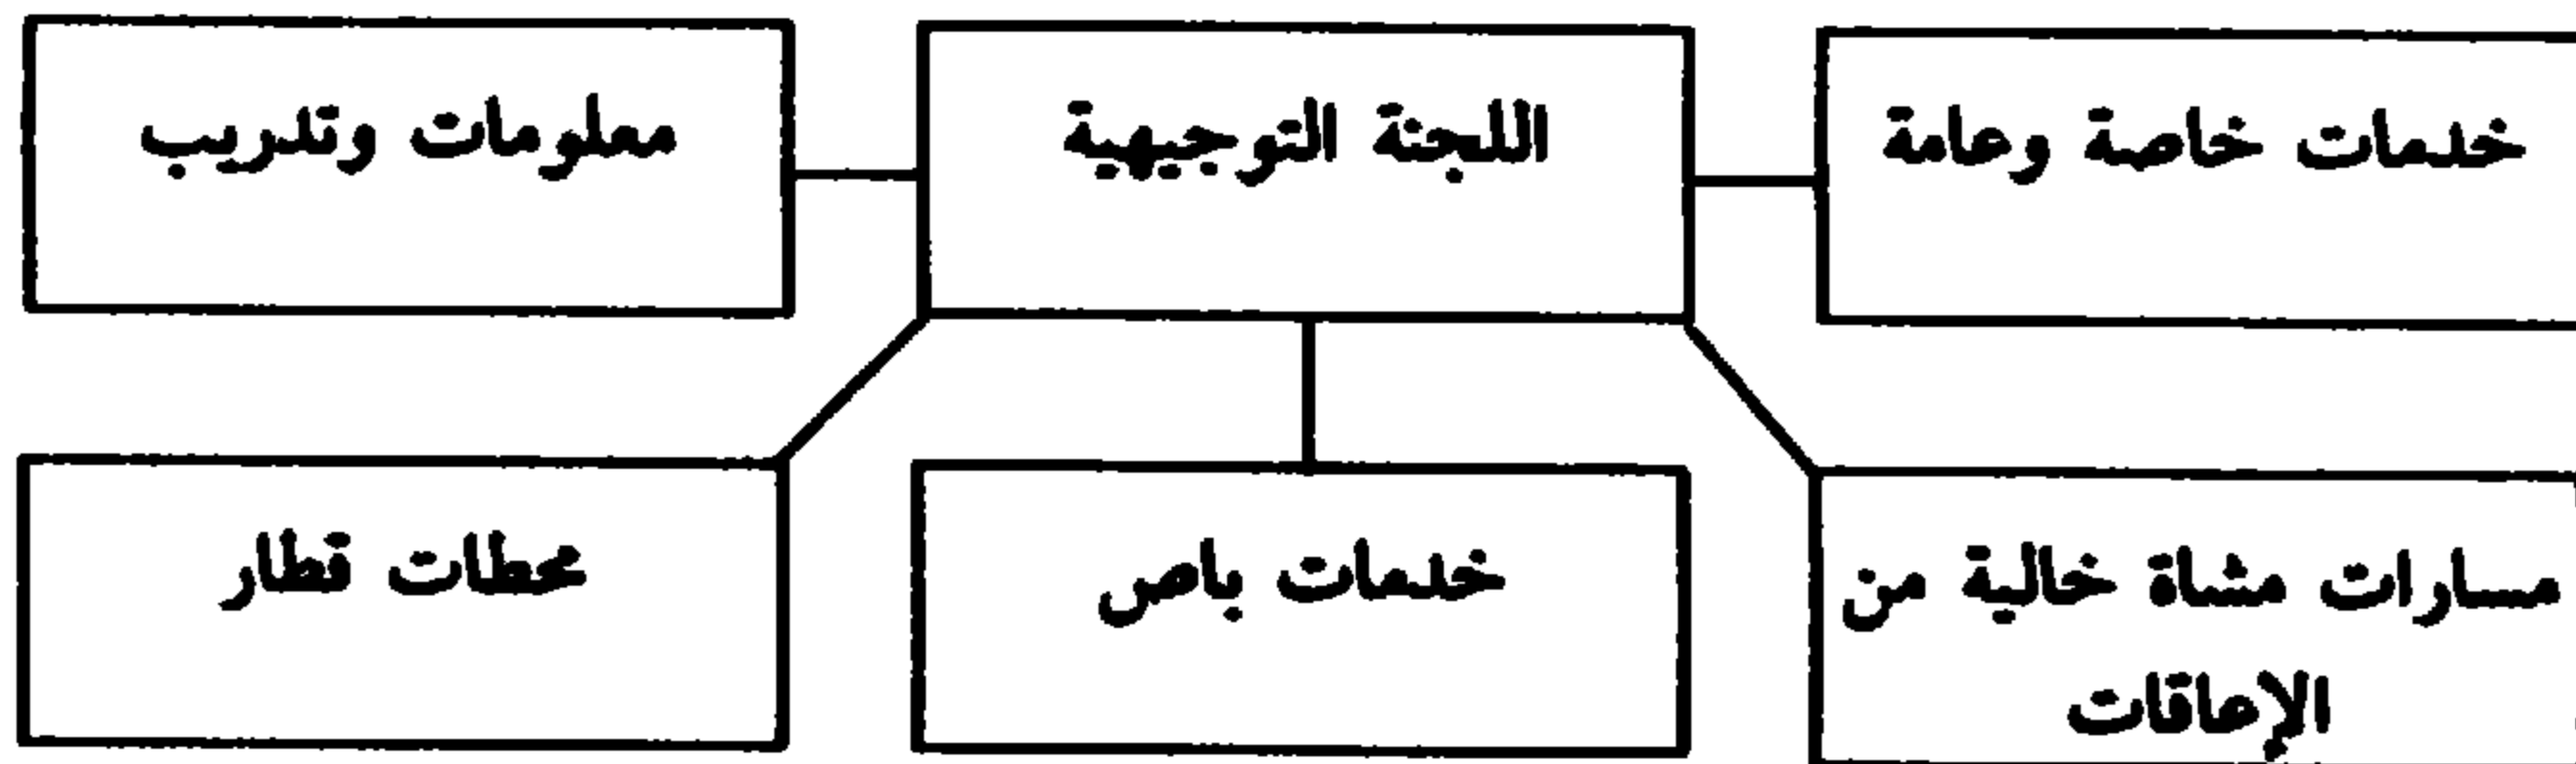 خدمات خاصة وعامة
اللجنة التوجيهية
معلومات وتدريب
مسارات مشاة خالية من
الإعاقات
خدمات باص
محطات قطار